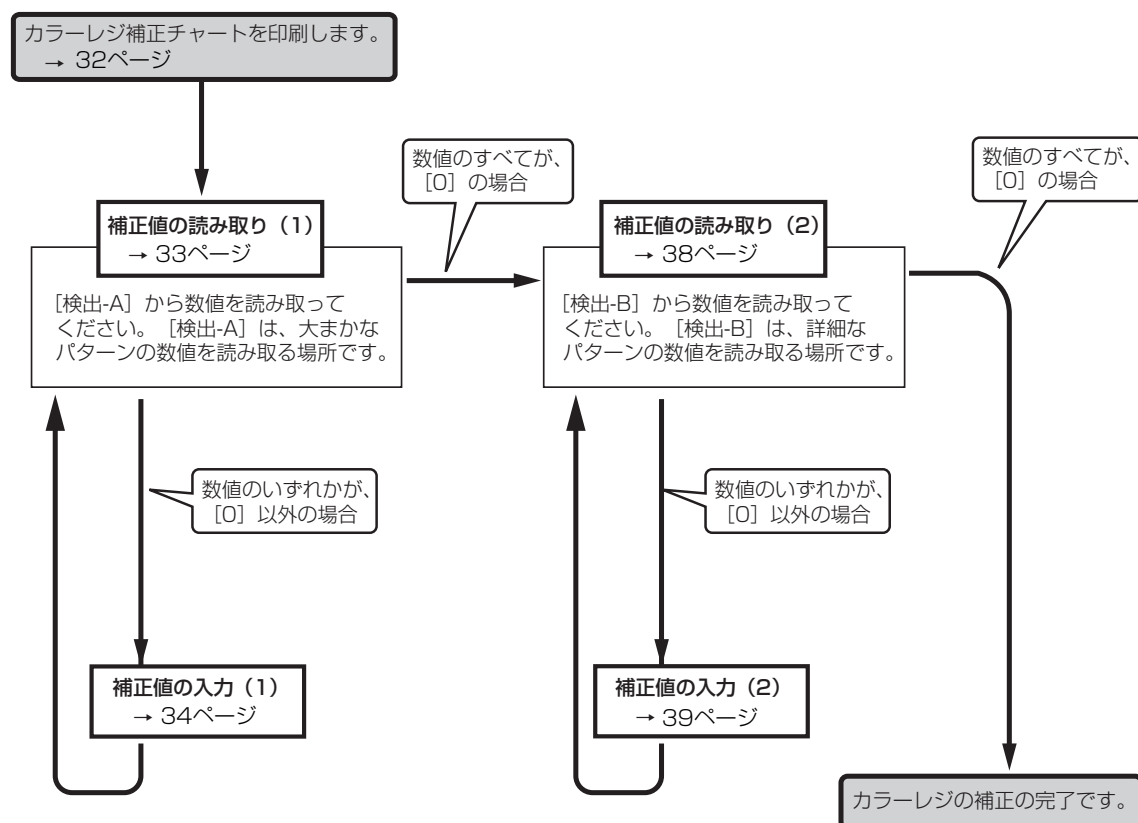 カラーレジ補正チャートを印刷します。
→ 32ページ
数値のすべてが、
［0］の場合
数値のすべてが、
［0］の場合
補正値の読み取り（1）
→ 33ページ
［検出-A］から数値を読み取って
ください。［検出-A］は、大まかな
パターンの数値を読み取る場所です。
補正値の読み取り（2）
→ 38ページ
［検出-B］から数値を読み取って
ください。［検出-B］は、詳細な
パターンの数値を読み取る場所です。
数値のいずれかが、
［0］以外の場合
数値のいずれかが、
［0］以外の場合
補正値の入力（1）
→ 34ページ
補正値の入力（2）
→ 39ページ
カラーレジの補正の完了です。